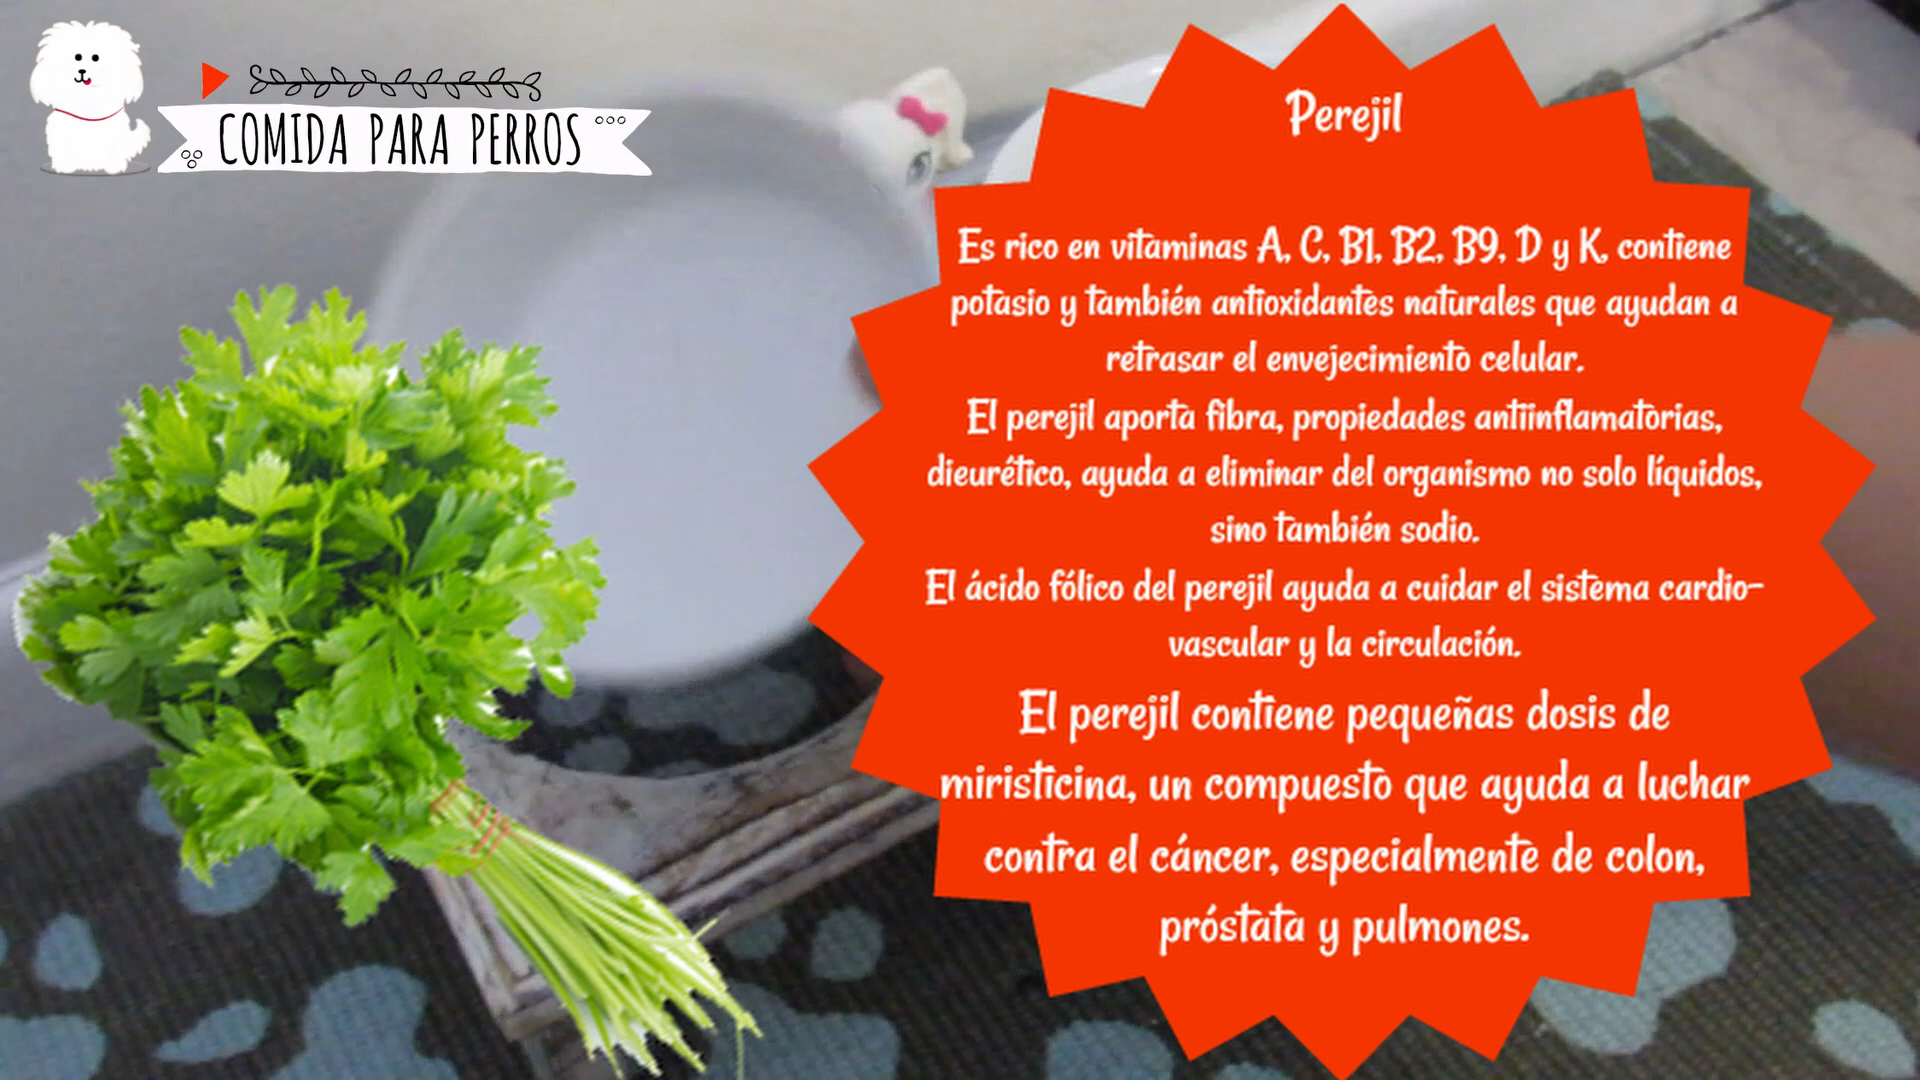 COMIDA PARA PERROS
Perejil
Es rico en vitaminas A, C, B1, B2, B9, D y K, contiene
potasio y también antioxidantes naturales que ayudan a
retrasar el envejecimiento celular.
El perejil aporta fibra, propiedades antiinflamatorias,
dieurético, ayuda a eliminar del organismo no solo líquidos,
sino también sodio.
El ácido fólico del perejil ayuda a cuidar el sistema cardio-
vascular y la circulación.
El perejil contiene pequeñas dosis de
miristicina, un compuesto que ayuda a luchar
contra el cáncer, especialmente de colon,
próstata y pulmones.